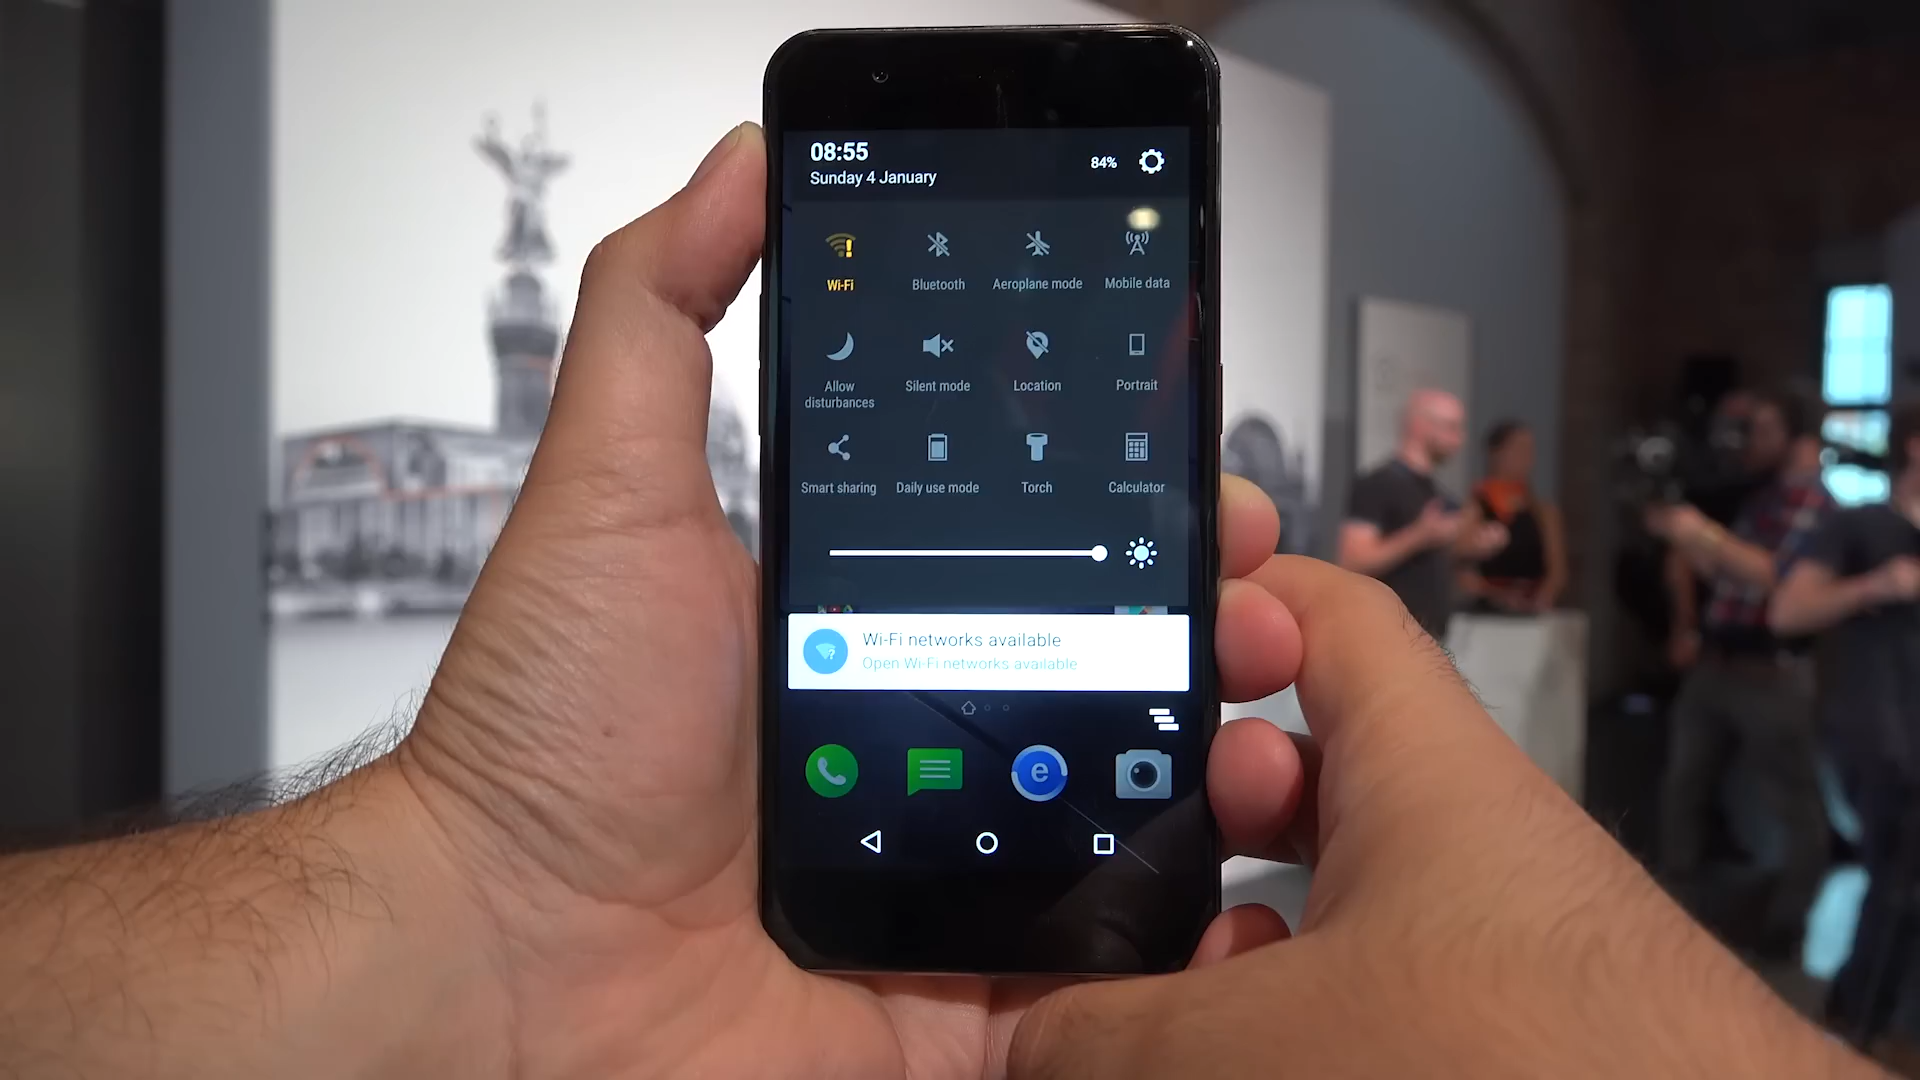 08:55
84%
Sunday 4 January
Wi-Fi
Bluetooth
Aeroplane mode
Mobile data
Allow
disturbances
Silent mode
Location
Portrait
Smart sharing
Daily use mode
Torch
Calculator
Wi-Fi networks available
Open Wi-Fi networks available
e